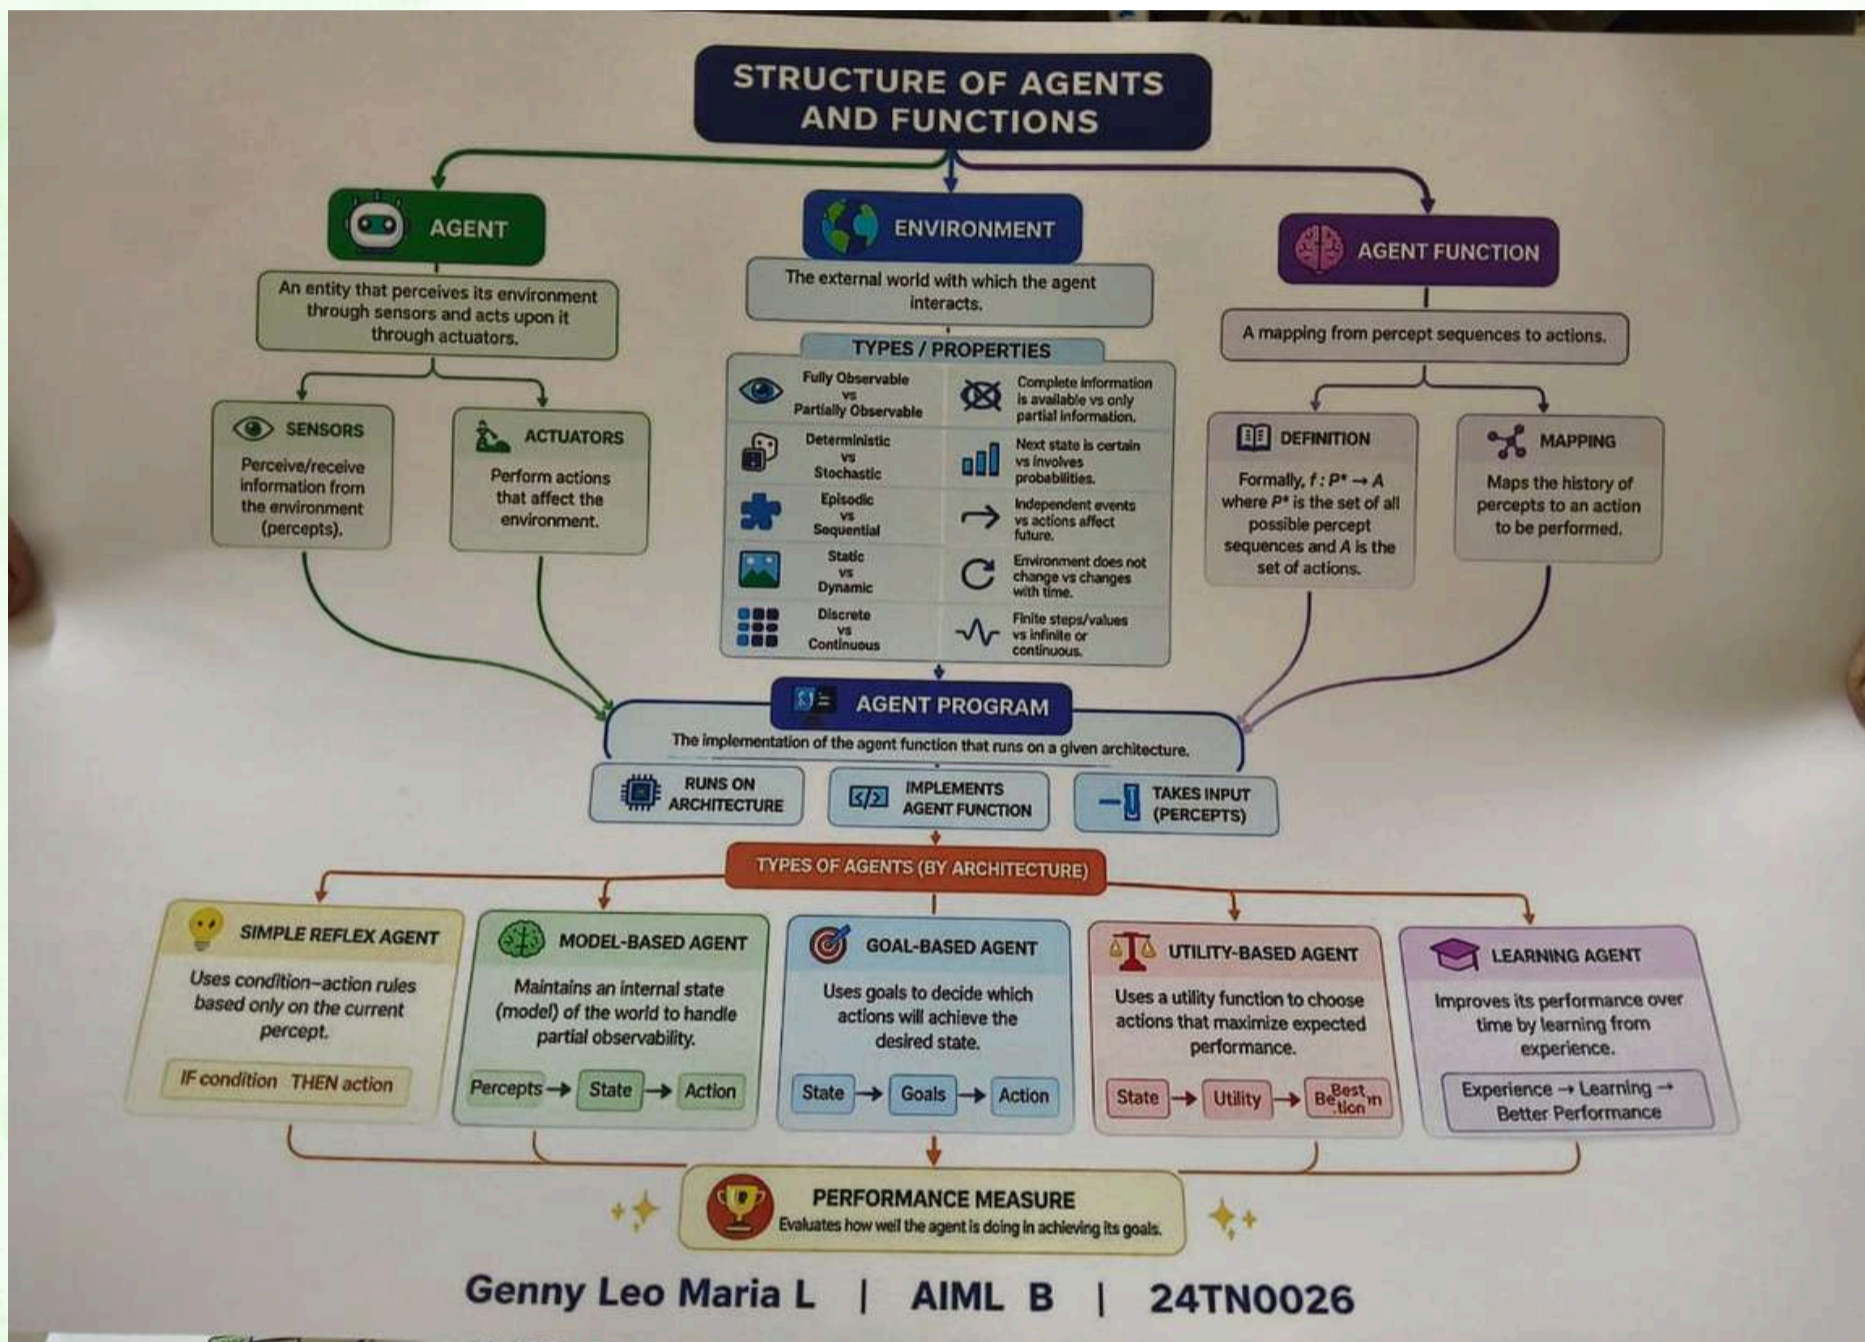 STRUCTURE OF AGENTS
AND FUNCTIONS
AGENT
An entity that perceives its environment
through sensors and acts upon it
through actuators.
SENSORS
Perceive/receive
information from
the environment
(percepts).
ACTUATORS
Perform actions
that affect the
environment.
ENVIRONMENT
The external world with which the agent
interacts.
TYPES / PROPERTIES
Fully Observable
vs
Partially Observable
Complete information
is available vs only
partial information.
Deterministic
vs
Stochastic
Next state is certain
vs involves
probabilities.
Episodic
vs
Sequential
Independent events
vs actions affect
future.
Static
vs
Dynamic
Environment does not
change vs changes
with time.
Discrete
vs
Continuous
Finite steps/values
vs infinite or
continuous.
AGENT FUNCTION
A mapping from percept sequences to actions.
DEFINITION
Formally, f : P* → A
where P* is the set of all
possible percept
sequences and A is the
set of actions.
MAPPING
Maps the history of
percepts to an action
to be performed.
AGENT PROGRAM
The implementation of the agent function that runs on a given architecture.
RUNS ON
ARCHITECTURE
IMPLEMENTS
AGENT FUNCTION
TAKES INPUT
(PERCEPTS)
TYPES OF AGENTS (BY ARCHITECTURE)
SIMPLE REFLEX AGENT
Uses condition–action rules
based only on the current
percept.
IF condition THEN action
MODEL-BASED AGENT
Maintains an internal state
(model) of the world to handle
partial observability.
Percepts → State → Action
GOAL-BASED AGENT
Uses goals to decide which
actions will achieve the
desired state.
State → Goals → Action
UTILITY-BASED AGENT
Uses a utility function to choose
actions that maximize expected
performance.
State → Utility → Best
LEARNING AGENT
Improves its performance over
time by learning from
experience.
Experience → Learning →
Better Performance
PERFORMANCE MEASURE
Evaluates how well the agent is doing in achieving its goals.
Genny Leo Maria L | AIML B | 24TN0026